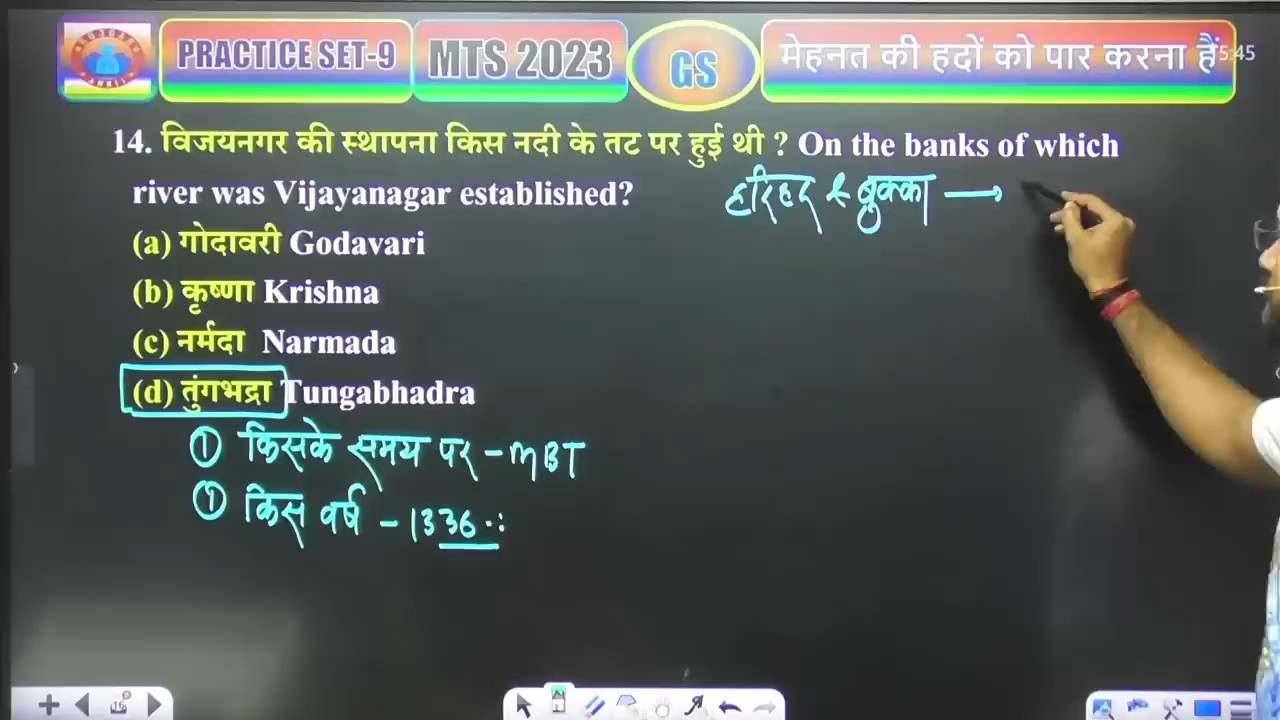 PRACTICE SET-9
MTS 2023
GS
मेहनत की हदों को पार करना हैं
5:45
14. विजयनगर की स्थापना किस नदी के तट पर हुई थी ? On the banks of which
river was Vijayanagar established?
हरिहर & बुक्का →
(a) गोदावरी Godavari
(b) कृष्णा Krishna
(c) नर्मदा Narmada
(d) तुंगभद्रा Tungabhadra
① किसके समय पर - MBT
① किस वर्ष - 1336
16